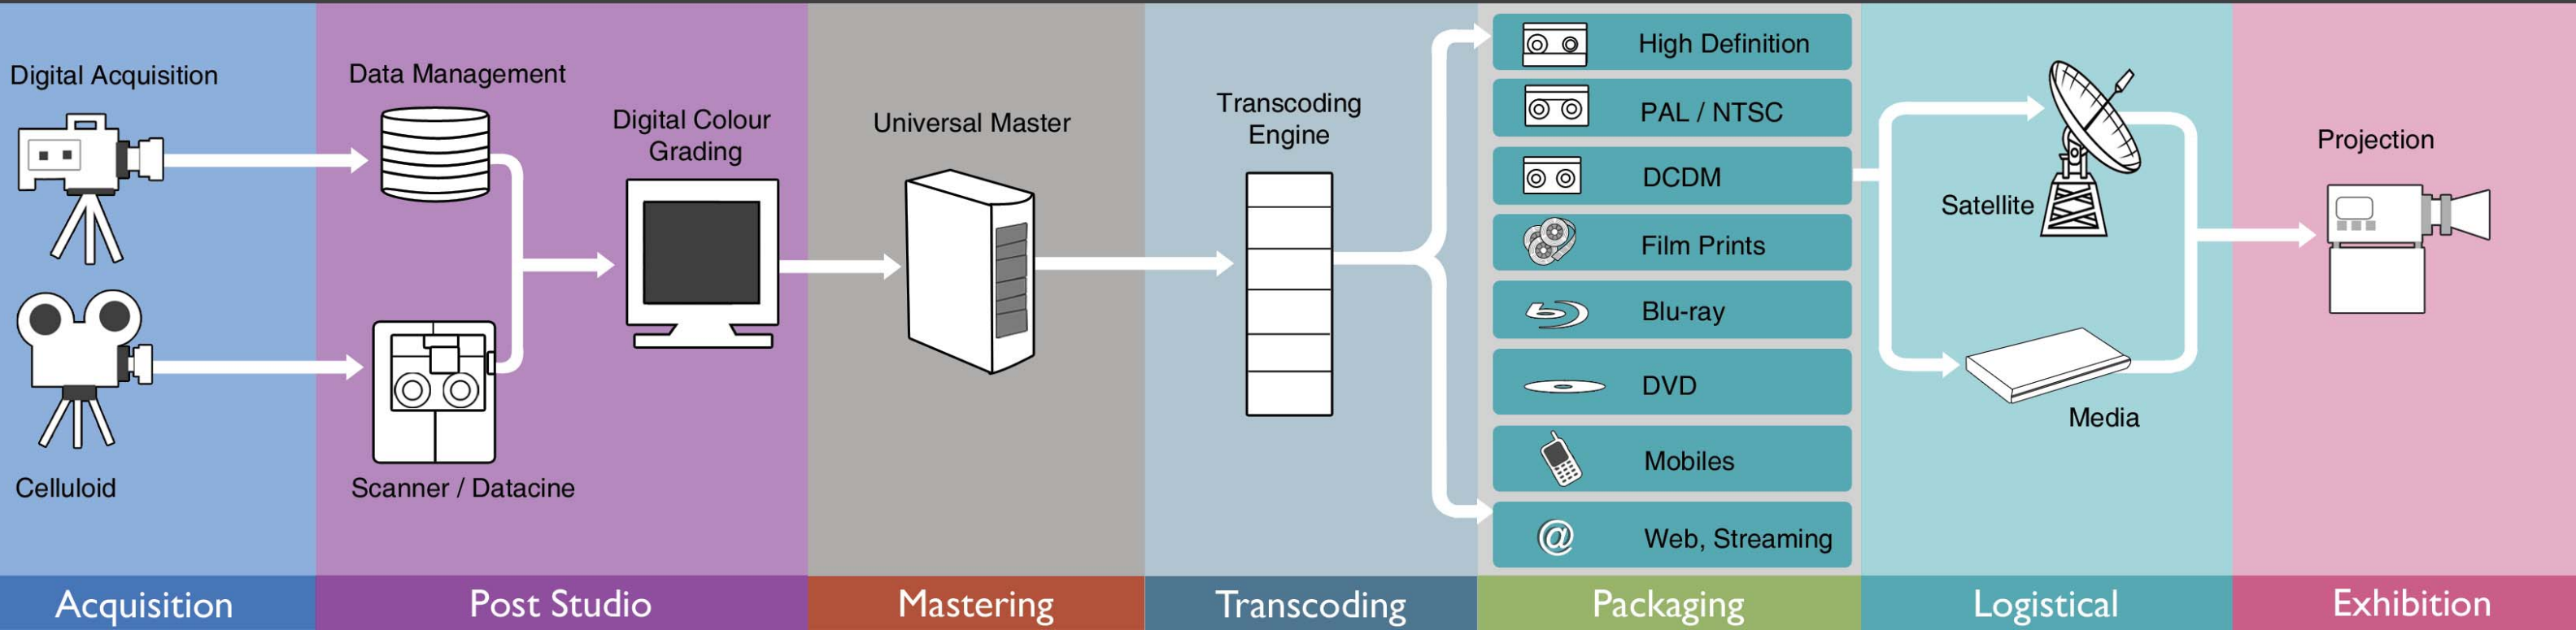 Digital Acquisition
Celluloid
Acquisition
Data Management
Scanner / Datacine
Digital Colour
Grading
Post Studio
Universal Master
Mastering
Transcoding
Engine
Transcoding
High Definition
PAL / NTSC
DCDM
Film Prints
Blu-ray
DVD
Mobiles
@
Web, Streaming
Packaging
Satellite
Media
Logistical
Projection
Exhibition